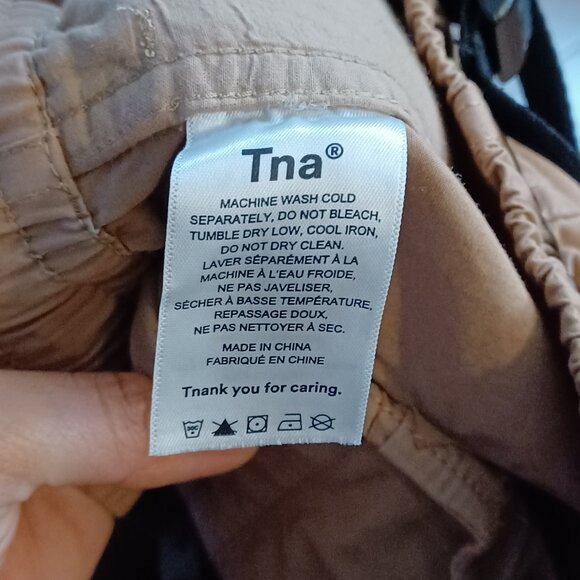 Tna®
MACHINE WASH COLD
SEPARATELY, DO NOT BLEACH,
TUMBLE DRY LOW, COOL IRON,
DO NOT DRY CLEAN.
LAVER SÉPARÉMENT À LA
MACHINE À L'EAU FROIDE,
NE PAS JAVELISER,
SÉCHER À BASSE TEMPÉRATURE,
REPASSAGE DOUX,
NE PAS NETTOYER À SEC.
MADE IN CHINA
FABRIQUÉ EN CHINE
Tnank you for caring.
30C